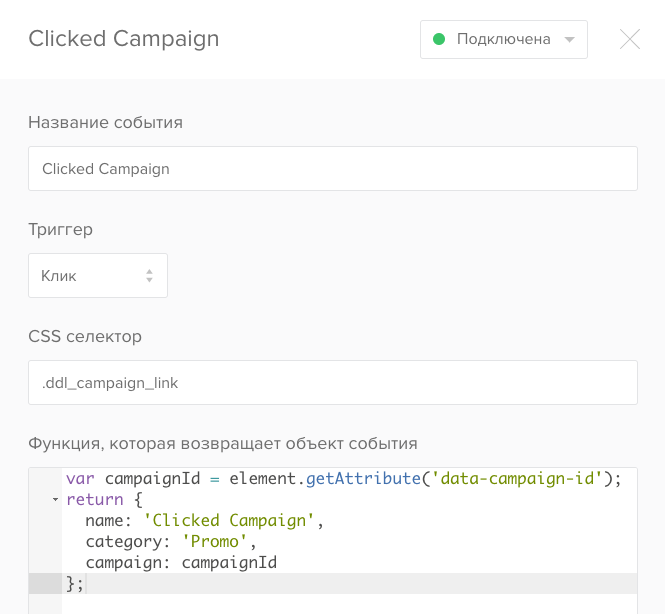 Clicked Campaign
Подключена
Название события
Clicked Campaign
Триггер
Клик
CSS селектор
.ddl_campaign_link
Функция, которая возвращает объект события
var campaignId = element.getAttribute('data-campaign-id');
return {
  name: 'Clicked Campaign',
  category: 'Promo',
  campaign: campaignId
};